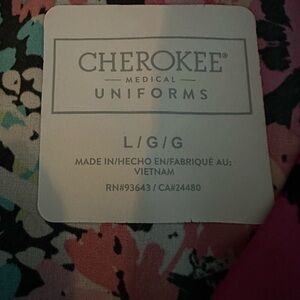 CHEROKEE®
MEDICAL
UNIFORMS
L/G/G
MADE IN/HECHO EN/FABRIQUÉ AU:
VIETNAM
RN#93643 / CA#24480